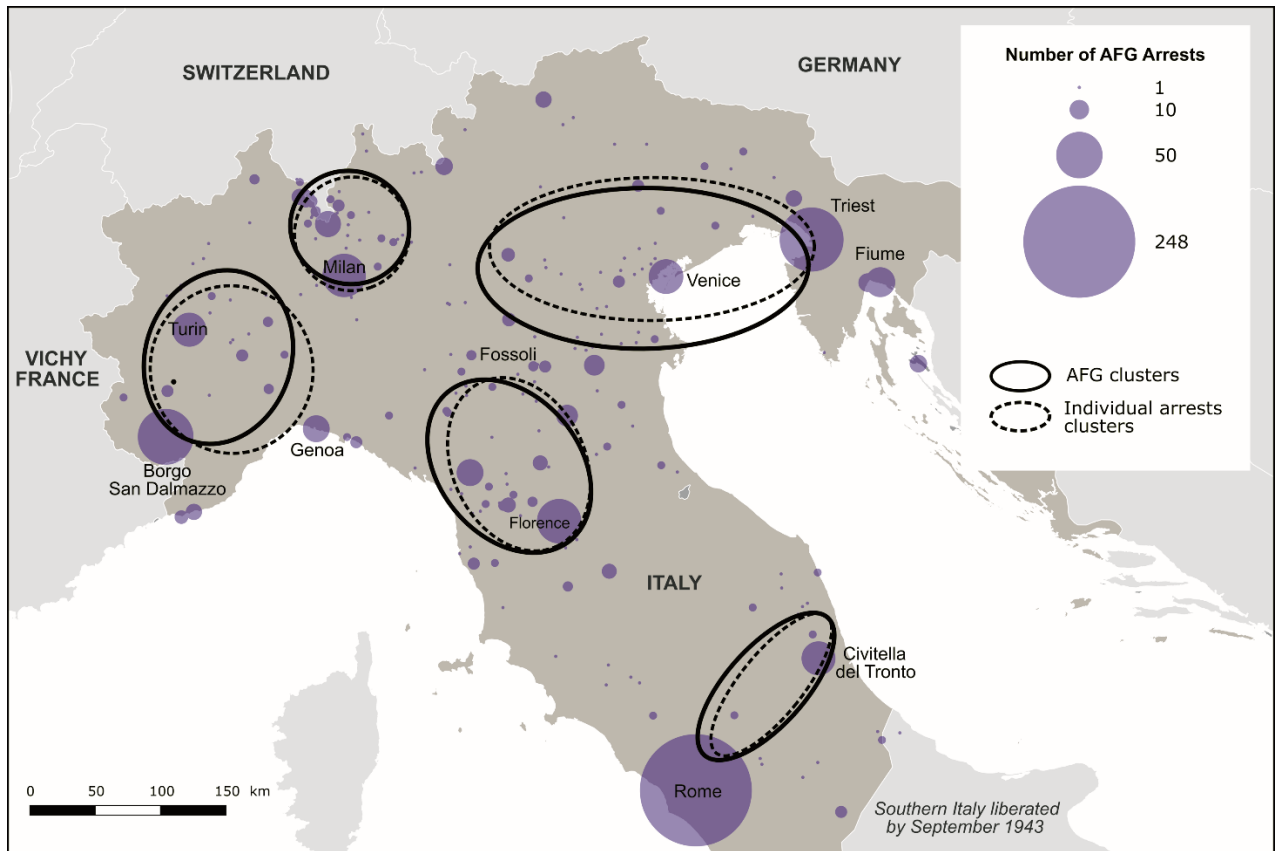 SWITZERLAND
GERMANY
Number of AFG Arrests
1
10
50
248
AFG clusters
Individual arrests
clusters
Triest
Fiume
Milan
Venice
Turin
VICHY
FRANCE
Fossoli
Genoa
Borgo
San Dalmazzo
Florence
ITALY
Civitella
del Tronto
Rome
0 50 100 150 km
Southern Italy liberated
by September 1943